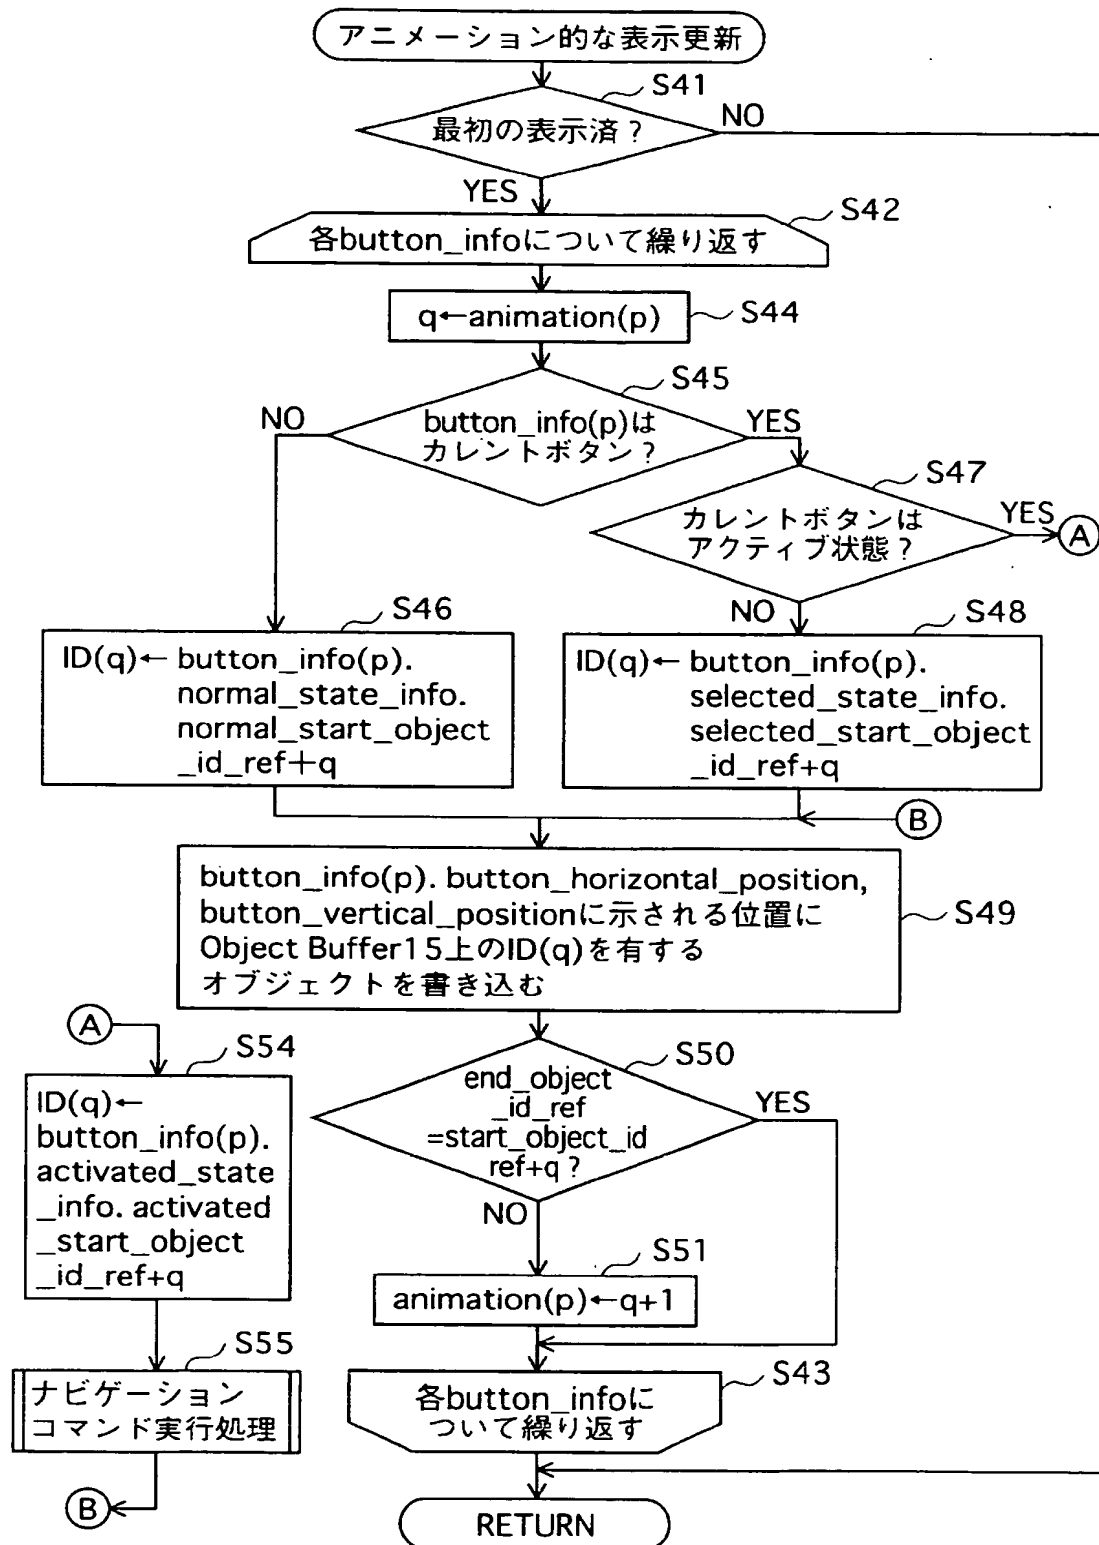 アニメーション的な表示更新
S41
最初の表示済?
NO
YES
S42
各button_infoについて繰り返す
q←animation(p)
S44
S45
button_info(p)は
カレントボタン?
NO
YES
S47
カレントボタンは
アクティブ状態?
YES
A
NO
S46
ID(q)← button_info(p).
normal_state_info.
normal_start_object
_id_ref+q
S48
ID(q)← button_info(p).
selected_state_info.
selected_start_object
_id_ref+q
B
button_info(p). button_horizontal_position,
button_vertical_positionに示される位置に
Object Buffer15上のID(q)を有する
オブジェクトを書き込む
S49
A
S54
ID(q)←
button_info(p).
activated_state
_info. activated
_start_object
_id_ref+q
S50
end_object
_id_ref
=start_object_id
ref+q?
YES
NO
S51
animation(p)←q+1
S55
ナビゲーション
コマンド実行処理
B
S43
各button_infoに
ついて繰り返す
RETURN